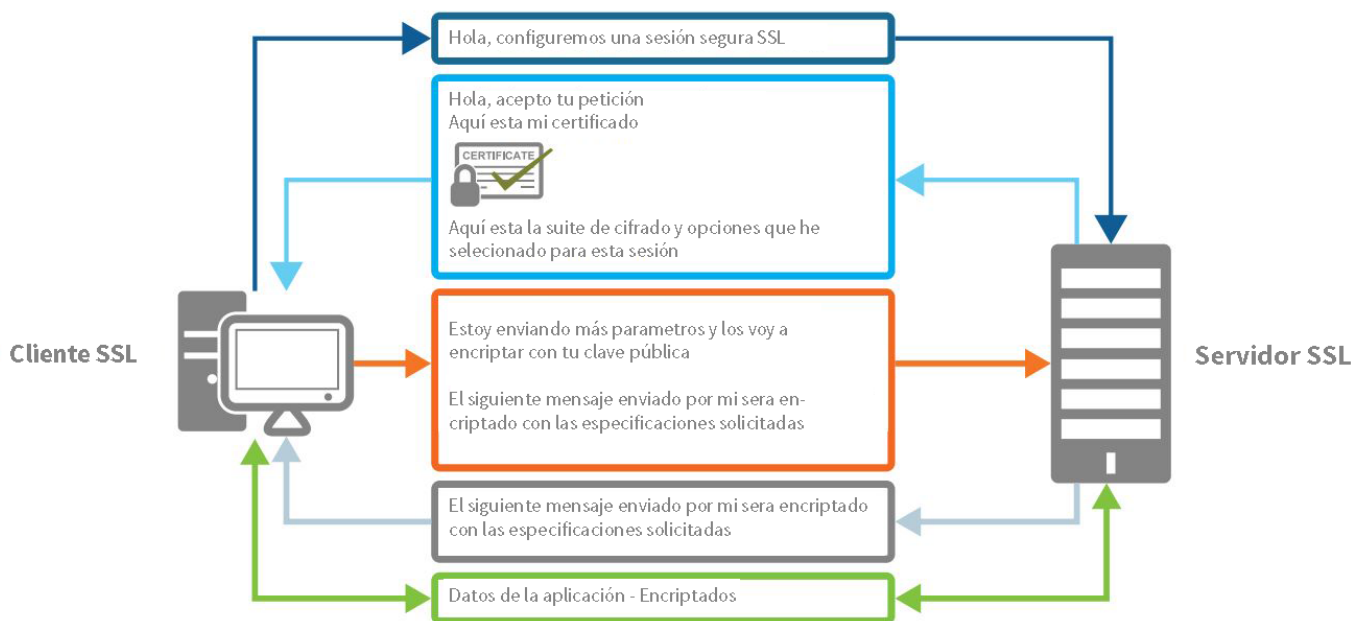 Hola, configuremos una sesión segura SSL
Hola, acepto tu petición
Aquí esta mi certificado
CERTIFICATE
Aquí esta la suite de cifrado y opciones que he
selecionado para esta sesión
Cliente SSL
Estoy enviando más parametros y los voy a
encriptar con tu clave pública
El siguiente mensaje enviado por mi sera en-
criptado con las especificaciones solicitadas
Servidor SSL
El siguiente mensaje enviado por mi sera encriptado
con las especificaciones solicitadas
Datos de la aplicación - Encriptados